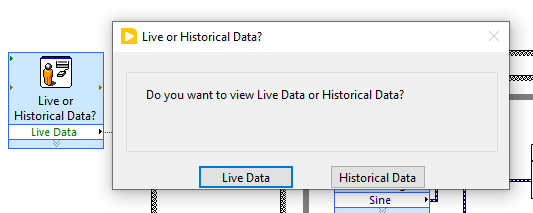 Live or Historical Data?
Do you want to view Live Data or Historical Data?
Live Data
Historical Data
Live or
Historical Data?
Live Data
Sine